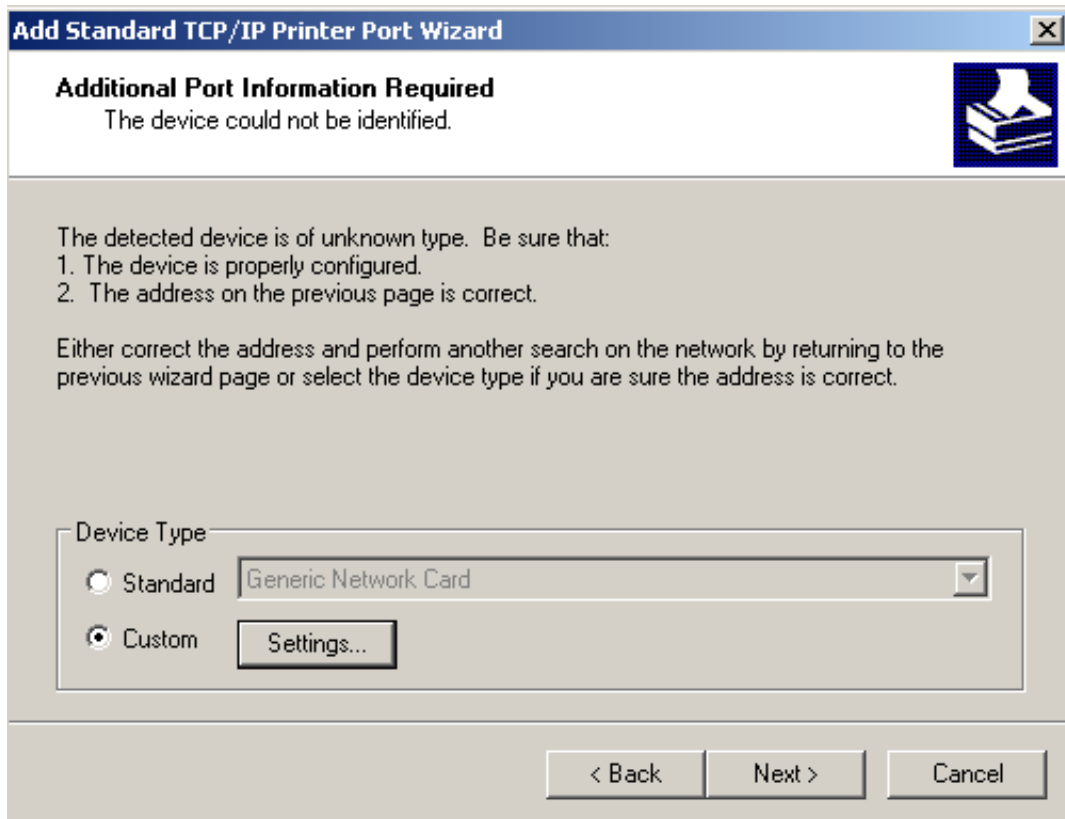 Add Standard TCP/IP Printer Port Wizard
Additional Port Information Required
The device could not be identified.
The detected device is of unknown type.  Be sure that:
1. The device is properly configured.
2.  The address on the previous page is correct.
Either correct the address and perform another search on the network by returning to the
previous wizard page or select the device type if you are sure the address is correct.
Device Type
Standard
Generic Network Card
Custom
Settings...
< Back
Next >
Cancel